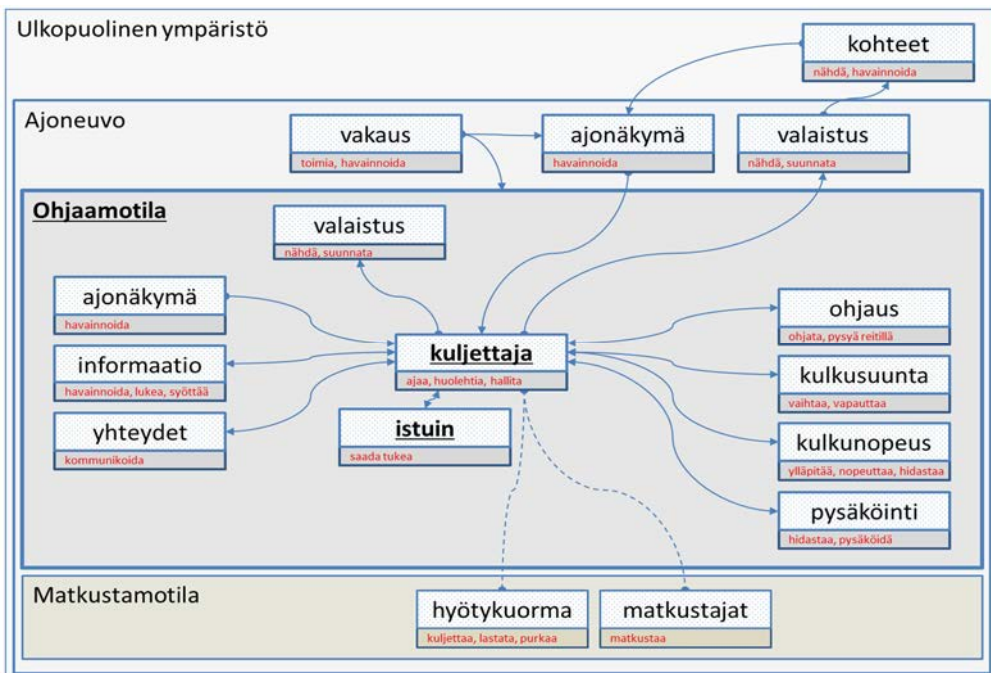 Ulkopuolinen ympäristö
kohteet
nähdä, havainnoida
Ajoneuvo
vakaus
toimia, havainnoida
ajonäkymä
havainnoida
valaistus
nähdä, suunnata
Ohjaamotila
valaistus
nähdä, suunnata
ajonäkymä
havainnoida
informaatio
havainnoida, lukea, syöttää
yhteydet
kommunikoida
kuljettaja
ajaa, huolehtia, hallita
istuin
saada tukea
ohjaus
ohjata, pysyä reitillä
kulkusuunta
vaihtaa, vapauttaa
kulkunopeus
ylläpitää, nopeuttaa, hidastaa
pysäköinti
hidastaa, pysäköidä
Matkustamotila
hyötykuorma
kuljettaa, lastata, purkaa
matkustajat
matkustaa